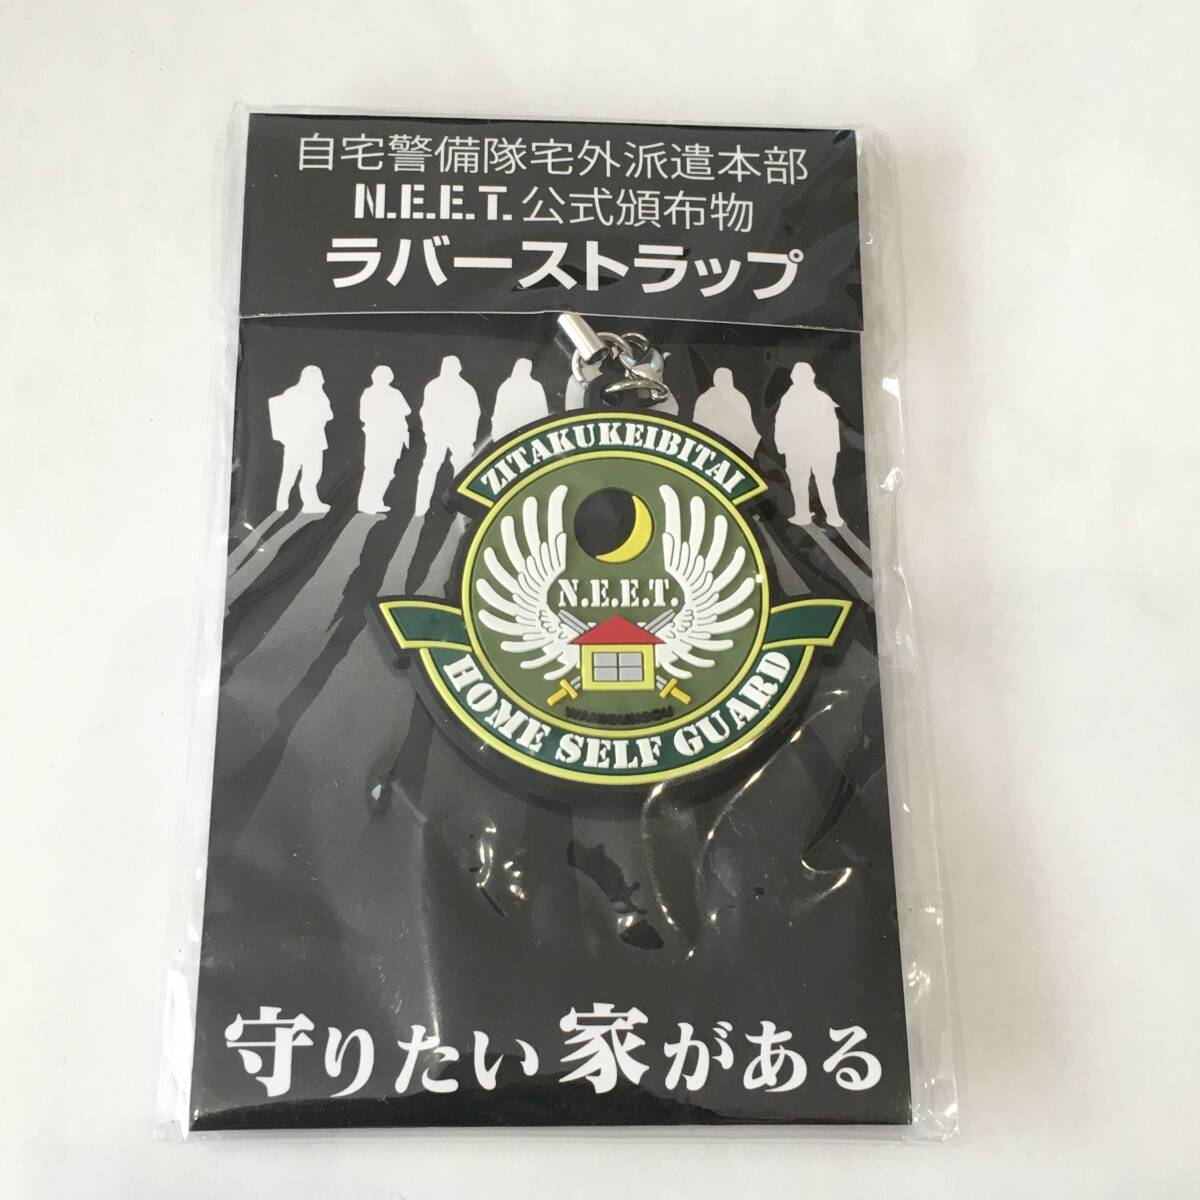 自宅警備隊宅外派遣本部
N.E.E.T. 公式頒布物
ラバーストラップ
ZITAKUKEIBITAI
N.E.E.T.
HOME SELF GUARD
守りたい家がある